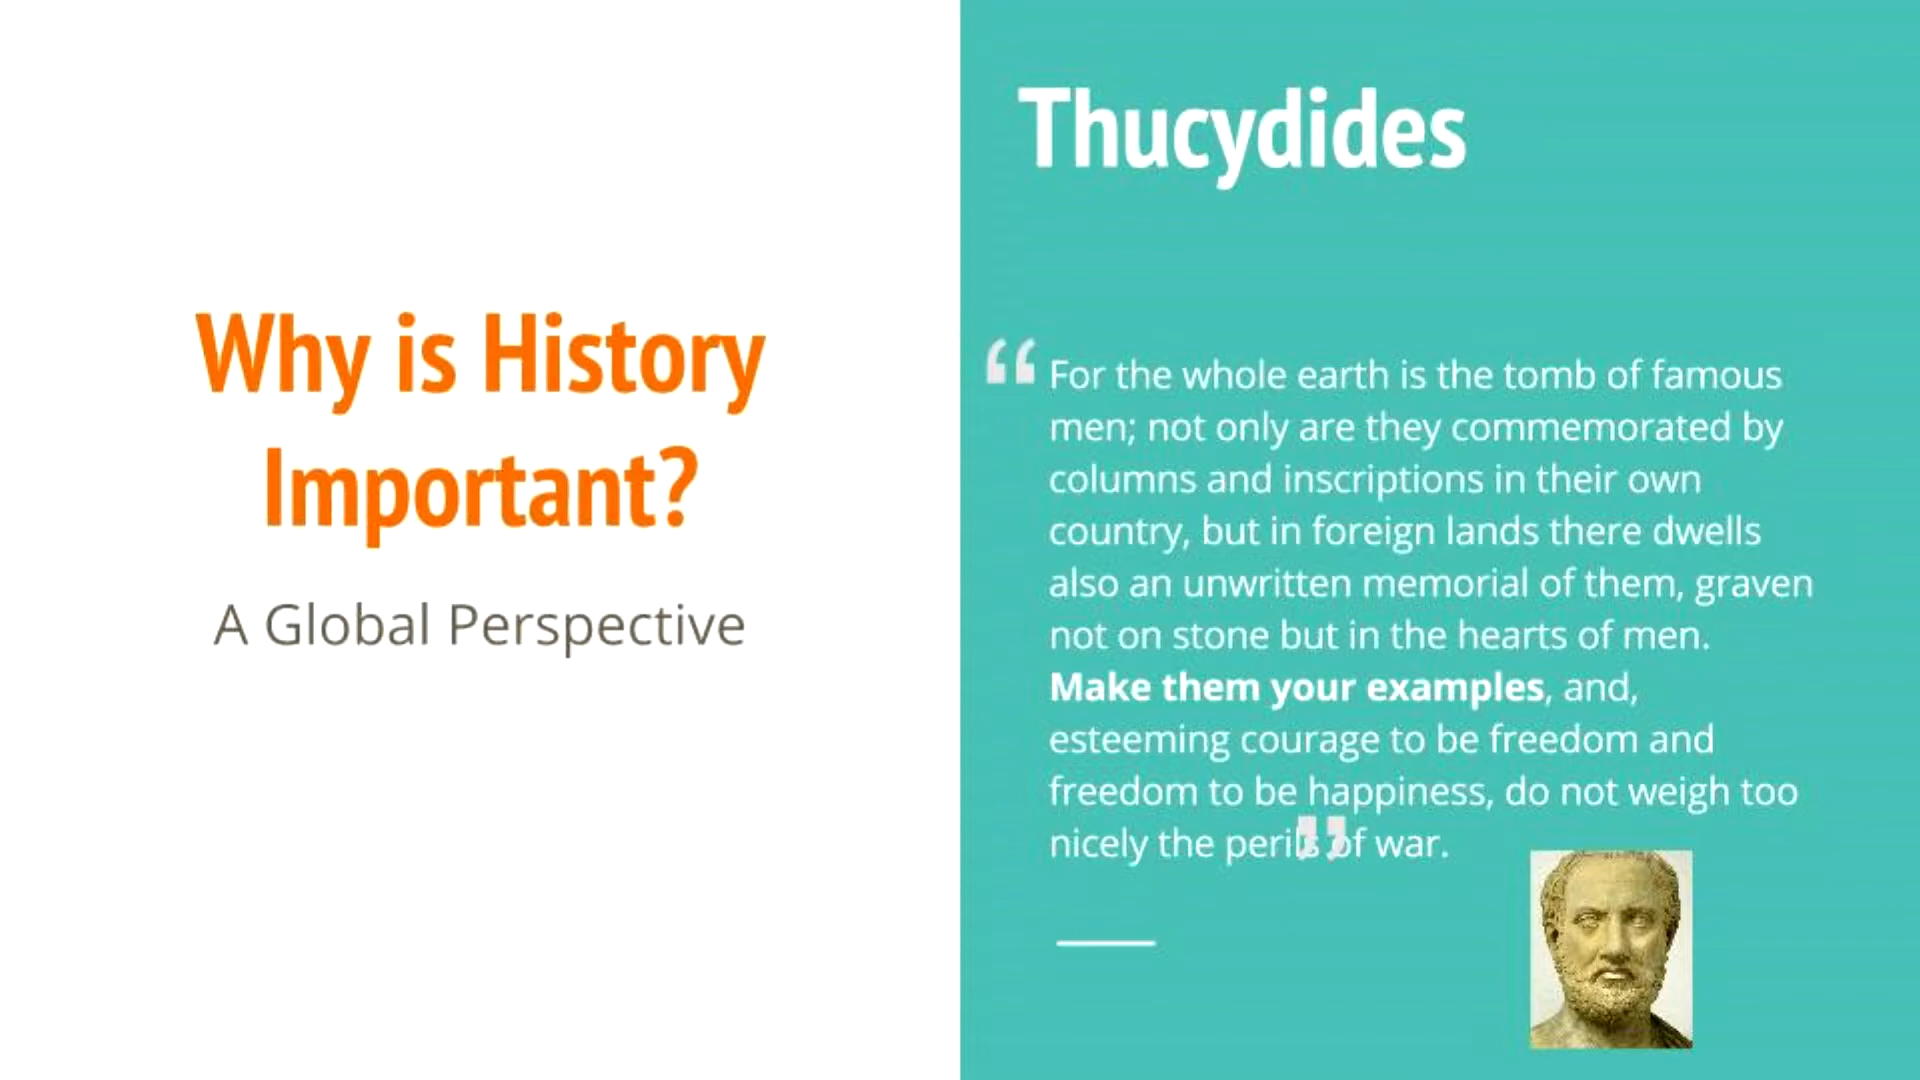 Why is History
Important?
A Global Perspective
Thucydides
“ For the whole earth is the tomb of famous
men; not only are they commemorated by
columns and inscriptions in their own
country, but in foreign lands there dwells
also an unwritten memorial of them, graven
not on stone but in the hearts of men.
Make them your examples, and,
esteeming courage to be freedom and
freedom to be happiness, do not weigh too
nicely the perils of war. ”